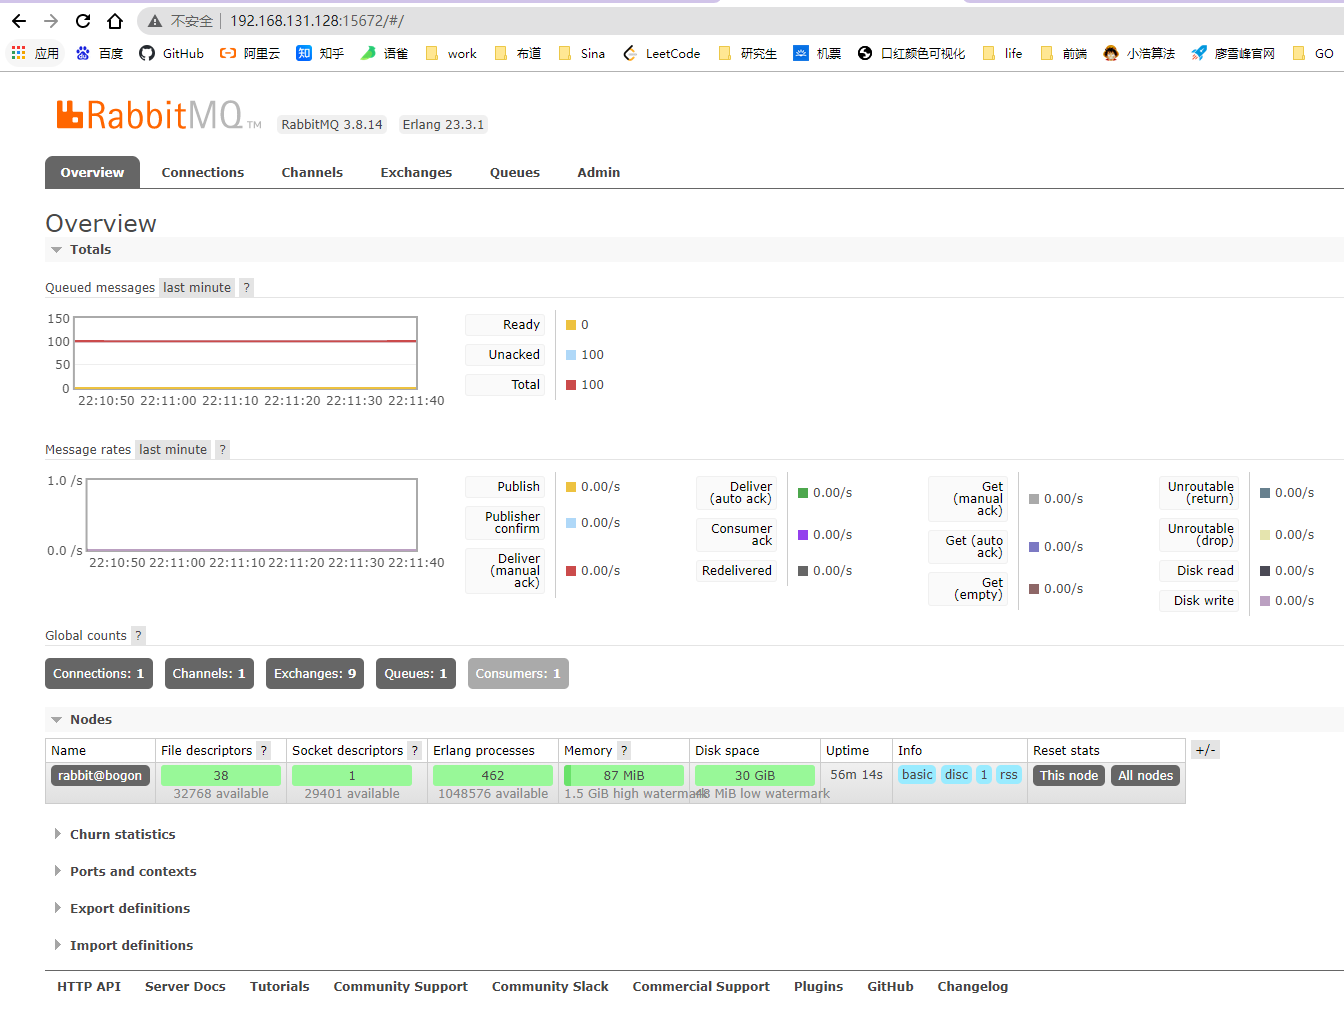 不安全 192.168.131.128:15672/#/
应用 百度 GitHub 阿里云 知 知乎 语雀 work 布道 Sina LeetCode 研究生 机票 口红颜色可视化 life 前端 小浩算法 廖雪峰官网 GO
RabbitMQ TM RabbitMQ 3.8.14 Erlang 23.3.1
Overview Connections Channels Exchanges Queues Admin
Overview
Totals
Queued messages last minute ?
150
100
50
0
22:10:50 22:11:00 22:11:10 22:11:20 22:11:30 22:11:40
Ready 0
Unacked 100
Total 100
Message rates last minute ?
1.0 /s
0.0 /s
22:10:50 22:11:00 22:11:10 22:11:20 22:11:30 22:11:40
Publish 0.00/s
Publisher
confirm 0.00/s
Deliver
(manual
ack) 0.00/s
Deliver
(auto ack) 0.00/s
Consumer
ack 0.00/s
Redelivered 0.00/s
Get
(manual
ack) 0.00/s
Get (auto
ack) 0.00/s
Get
(empty) 0.00/s
Unroutable
(return) 0.00/s
Unroutable
(drop) 0.00/s
Disk read 0.00/s
Disk write 0.00/s
Global counts ?
Connections: 1 Channels: 1 Exchanges: 9 Queues: 1 Consumers: 1
Nodes
Name File descriptors ? Socket descriptors ? Erlang processes Memory ? Disk space Uptime Info Reset stats +/-
rabbit@bogon 38 1 462 87 MiB 30 GiB 56m 14s basic disc 1 rss This node All nodes
32768 available 29401 available 1048576 available 1.5 GiB high watermark 48 MiB low watermark
Churn statistics
Ports and contexts
Export definitions
Import definitions
HTTP API Server Docs Tutorials Community Support Community Slack Commercial Support Plugins GitHub Changelog